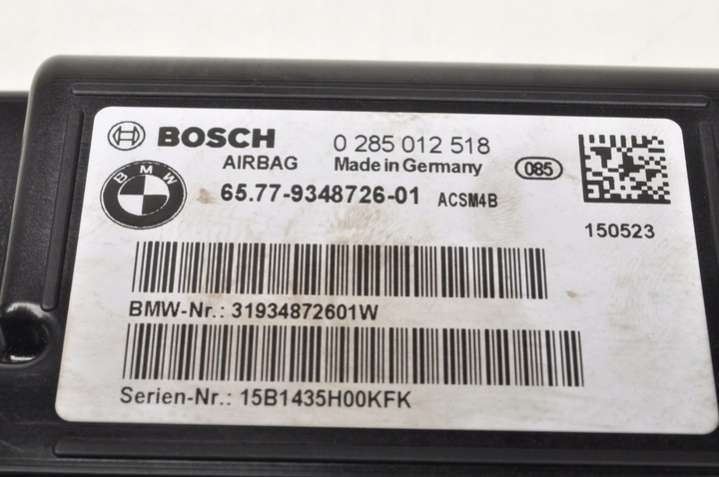 BOSCH 0 285 012 518
AIRBAG Made in Germany 085
BMW 65.77-9348726-01 ACSM4B
150523
BMW-Nr.: 31934872601W
Serien-Nr.: 15B1435H00KFK